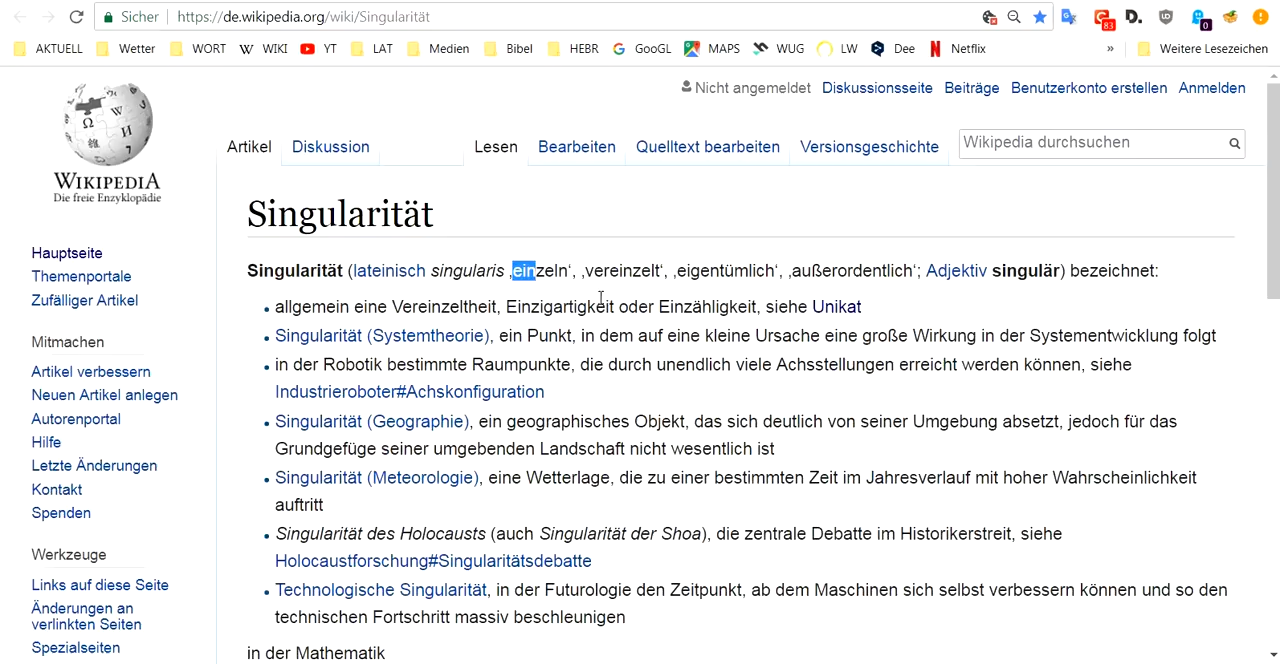 Sicher https://de.wikipedia.org/wiki/Singularität
83 D. UD 0
AKTUELL Wetter WORT W WIKI YT LAT Medien Bibel HEBR G GooGL MAPS WUG LW Dee N Netflix » Weitere Lesezeichen
Nicht angemeldet Diskussionsseite Beiträge Benutzerkonto erstellen Anmelden
Artikel Diskussion Lesen Bearbeiten Quelltext bearbeiten Versionsgeschichte Wikipedia durchsuchen
WIKIPEDIA
Die freie Enzyklopädie
Singularität
Hauptseite
Themenportale
Zufälliger Artikel
Mitmachen
Artikel verbessern
Neuen Artikel anlegen
Autorenportal
Hilfe
Letzte Änderungen
Kontakt
Spenden
Werkzeuge
Links auf diese Seite
Änderungen an
verlinkten Seiten
Spezialseiten
Singularität (lateinisch singularis ‚einzeln‘, ‚vereinzelt‘, ‚eigentümlich‘, ‚außerordentlich‘; Adjektiv singulär) bezeichnet:
• allgemein eine Vereinzeltheit, Einzigartigkeit oder Einzähligkeit, siehe Unikat
• Singularität (Systemtheorie), ein Punkt, in dem auf eine kleine Ursache eine große Wirkung in der Systementwicklung folgt
• in der Robotik bestimmte Raumpunkte, die durch unendlich viele Achsstellungen erreicht werden können, siehe
Industrieroboter#Achskonfiguration
• Singularität (Geographie), ein geographisches Objekt, das sich deutlich von seiner Umgebung absetzt, jedoch für das
Grundgefüge seiner umgebenden Landschaft nicht wesentlich ist
• Singularität (Meteorologie), eine Wetterlage, die zu einer bestimmten Zeit im Jahresverlauf mit hoher Wahrscheinlichkeit
auftritt
• Singularität des Holocausts (auch Singularität der Shoa), die zentrale Debatte im Historikerstreit, siehe
Holocaustforschung#Singularitätsdebatte
• Technologische Singularität, in der Futurologie den Zeitpunkt, ab dem Maschinen sich selbst verbessern können und so den
technischen Fortschritt massiv beschleunigen
in der Mathematik